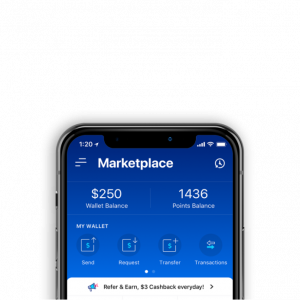 1:20
Marketplace
$250 1436
Wallet Balance Points Balance
MY WALLET
$ $ $
Send Request Transfer Transactions
Refer & Earn, $3 Cashback everyday!